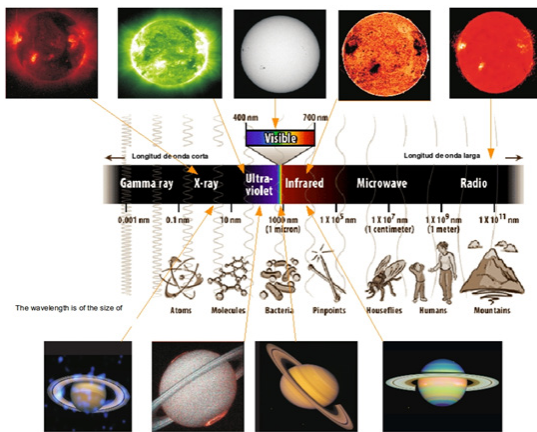 400 nm 700 nm
Visible
Longitud de onda corta Longitud de onda larga
Gamma ray X-ray Ultra- Infrared Microwave Radio
violet
0.001 nm 0.1 nm 10 nm 1000 nm 1 X 10⁵ nm 1 X 10⁷ nm 1 X 10⁹ nm 1 X 10¹¹ nm
(1 micron) (1 centimeter) (1 meter)
The wavelength is of the size of
Atoms Molecules Bacteria Pinpoints Houseflies Humans Mountains